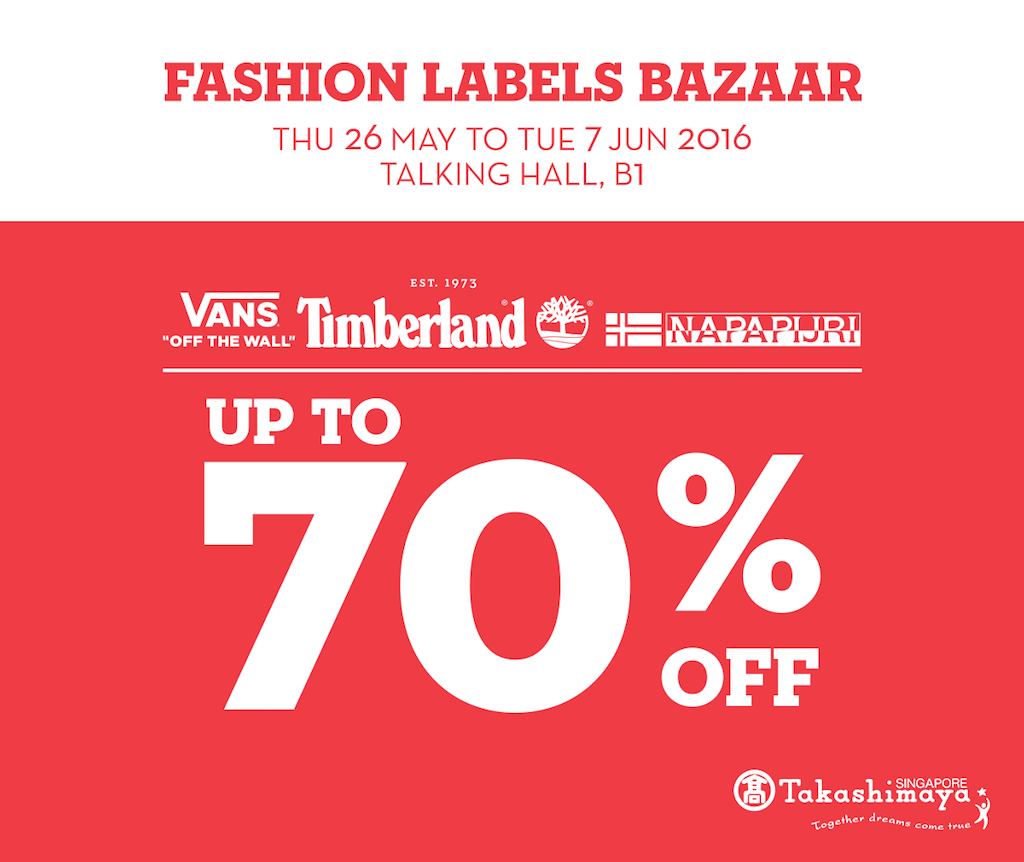 FASHION LABELS BAZAAR
THU 26 MAY TO TUE 7 JUN 2016
TALKING HALL, B1
EST. 1973
VANS
"OFF THE WALL"
Timberland®
®
NAPAPIJRI
UP TO
70%
OFF
髙 Takashimaya
SINGAPORE
Together dreams come true